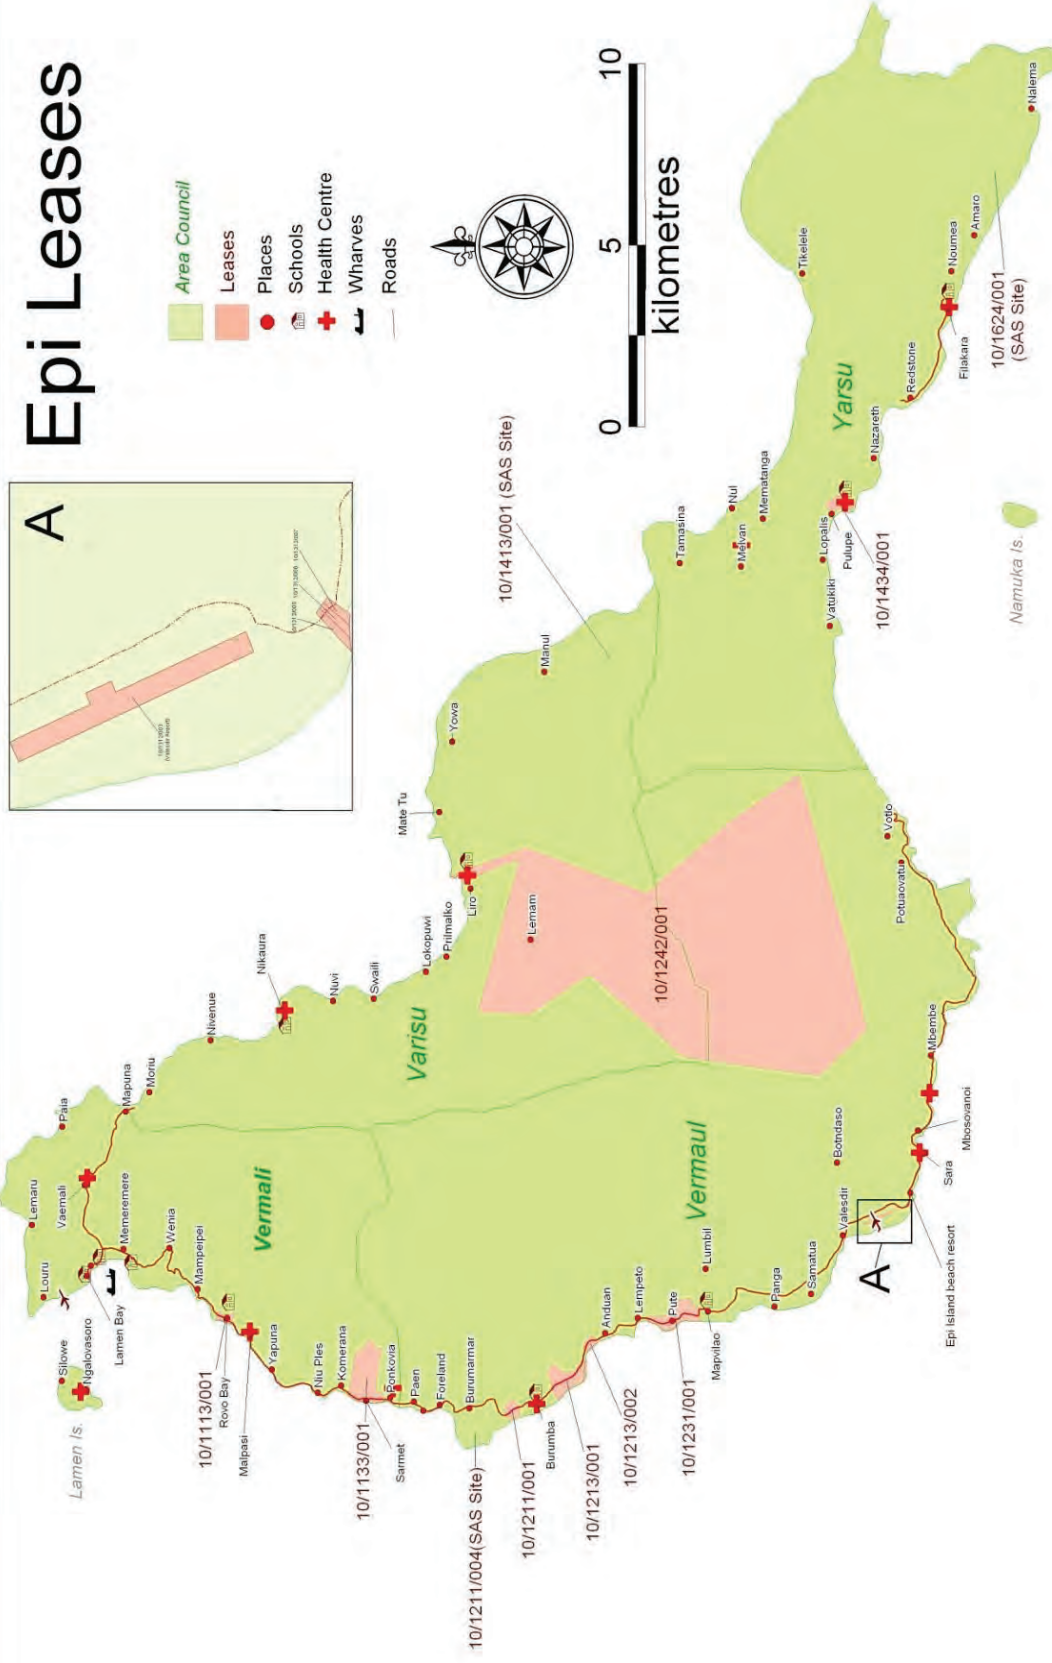 Epi Leases
A
Area Council
Leases
Places
Schools
Health Centre
Wharves
Roads
0
5
10
kilometres
Lamen Is.
Silowe
Ngalovasoro
Louru
Lamen Bay
Lemaru
Vaemali
Paia
Memeremere
Wenia
Mapuna
Moriu
Mampeipei
10/1113/001
Rovo Bay
Malpasi
Nivenue
Vermali
Yapuna
Nikaura
Niu Ples
Komerana
Nuvi
10/1133/001
Swaili
Ponkovia
Sarmet
Paen
Mate Tu
Varisu
Foreland
Lokopuwi
Prilmalko
Yowa
Burumarmar
10/1211/004(SAS Site)
Liro
10/1413/001 (SAS Site)
10/1211/001
Lemam
Manul
Burumba
10/1213/001
Anduan
10/1213/002
Lempeto
10/1242/001
Pute
Tamasina
10/1231/001
Vermaul
Lumbil
Mapvilao
Nul
Melvan
Mematanga
Panga
Tikelele
Samatua
Botndaso
Valesdir
Vatukiki
Lopalis
Pulupe
Yarsu
10/1434/001
A
Nazareth
Votlo
Potuaovatu
Redstone
Mbembe
Epi Island beach resort
Sara
Mbosovanoi
Noumea
Filakara
Amaro
10/1624/001
(SAS Site)
Namuka Is.
Nalema